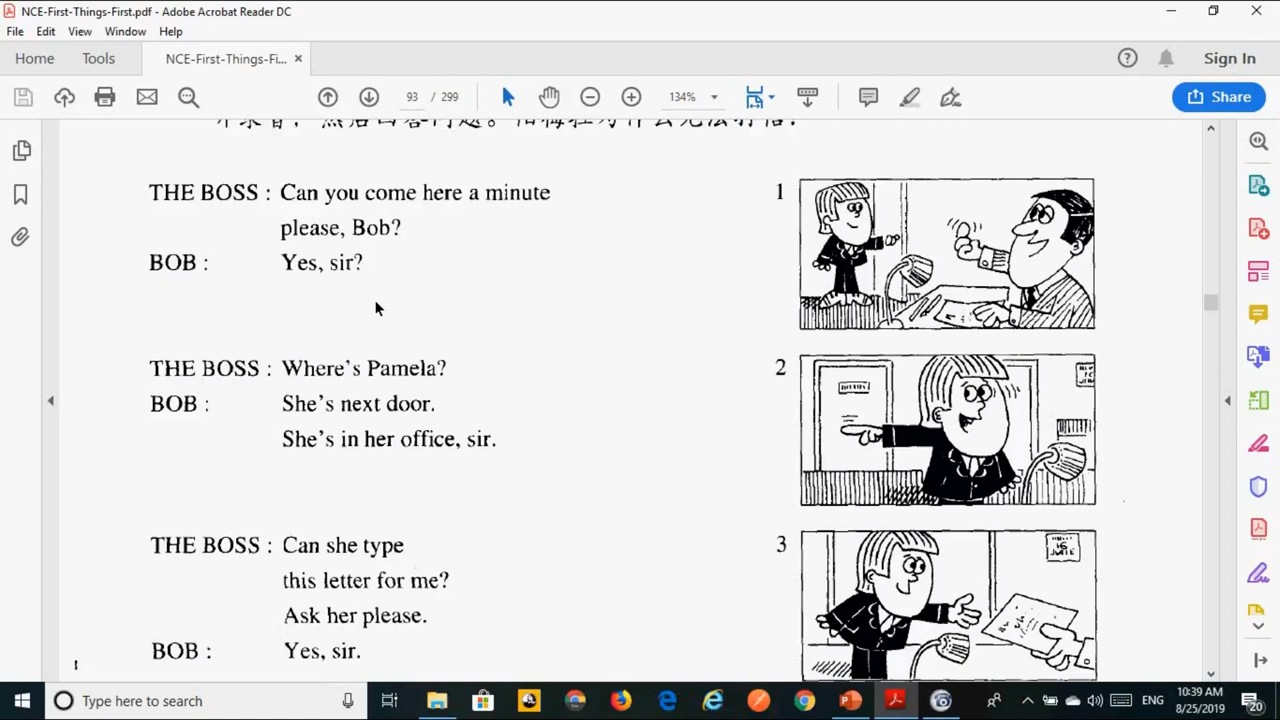 NCE-First-Things-First.pdf - Adobe Acrobat Reader DC
File Edit View Window Help
Home Tools NCE-First-Things-Fi... Sign In
93 / 299 134% Share
THE BOSS : Can you come here a minute
please, Bob?
BOB : Yes, sir?
1
THE BOSS : Where's Pamela?
BOB : She's next door.
She's in her office, sir.
2
THE BOSS : Can she type
this letter for me?
Ask her please.
BOB : Yes, sir.
3
16
Type here to search
ENG
10:39 AM
8/25/2019
20